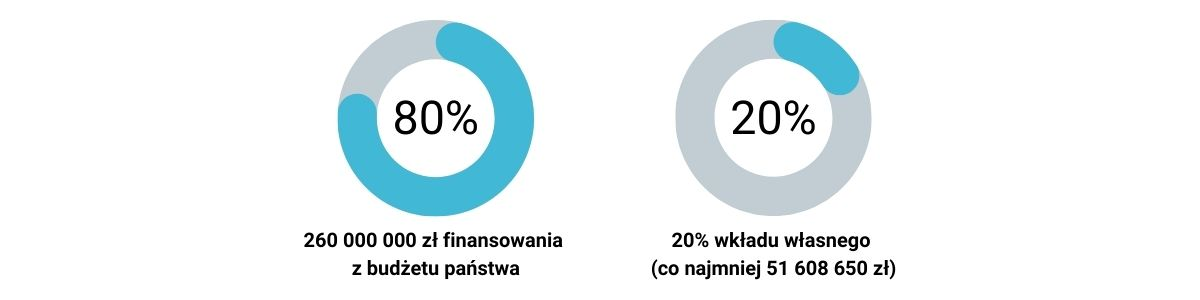 80%
260 000 000 zł finansowania
z budżetu państwa
20%
20% wkładu własnego
(co najmniej 51 608 650 zł)